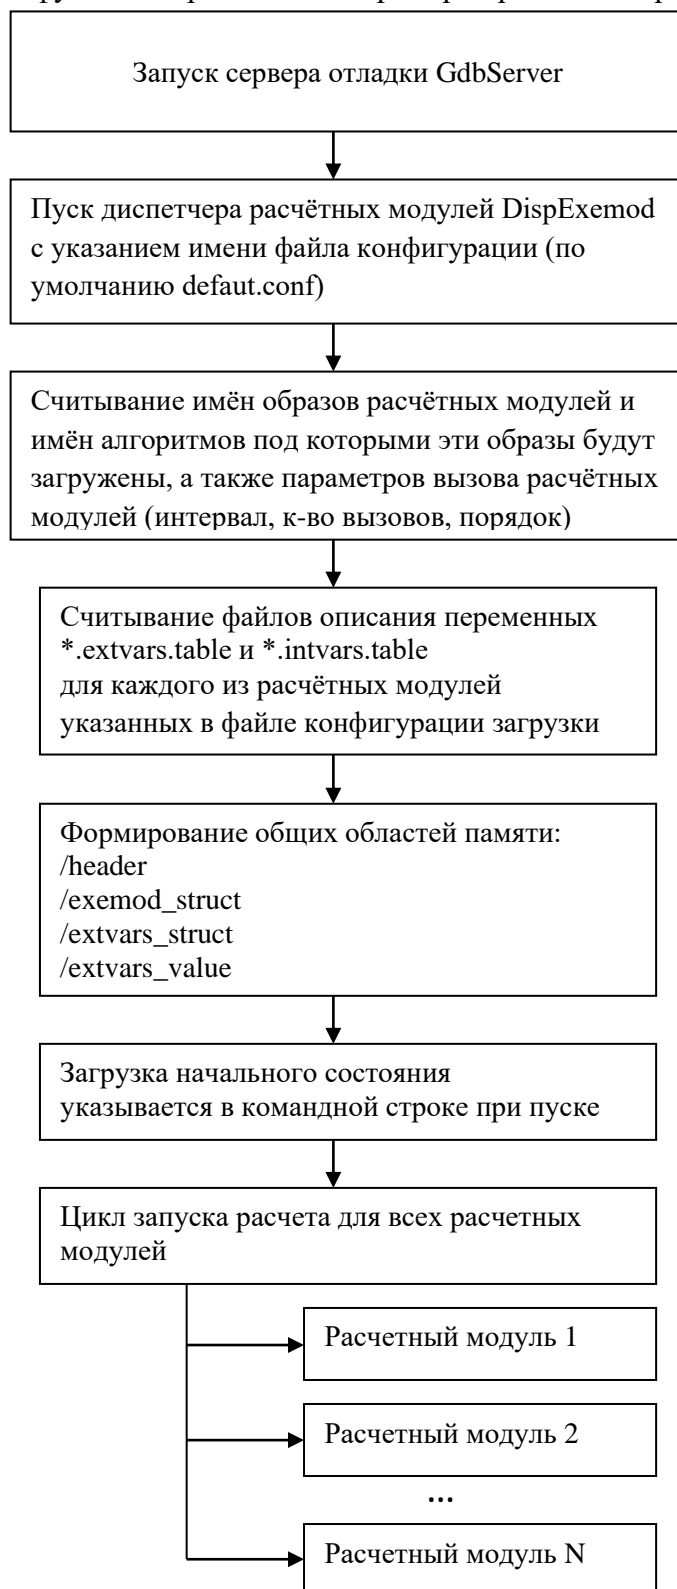 Запуск сервера отладки GdbServer
Пуск диспетчера расчётных модулей DispExemod
с указанием имени файла конфигурации (по
умолчанию defaut.conf)
Считывание имён образов расчётных модулей и
имён алгоритмов под которыми эти образы будут
загружены, а также параметров вызова расчётных
модулей (интервал, к-во вызовов, порядок)
Считывание файлов описания переменных
*.extvars.table и *.intvars.table
для каждого из расчётных модулей
указанных в файле конфигурации загрузки
Формирование общих областей памяти:
/header
/exemod_struct
/extvars_struct
/extvars_value
Загрузка начального состояния
указывается в командной строке при пуске
Цикл запуска расчета для всех расчетных
модулей
Расчетный модуль 1
Расчетный модуль 2
...
Расчетный модуль N